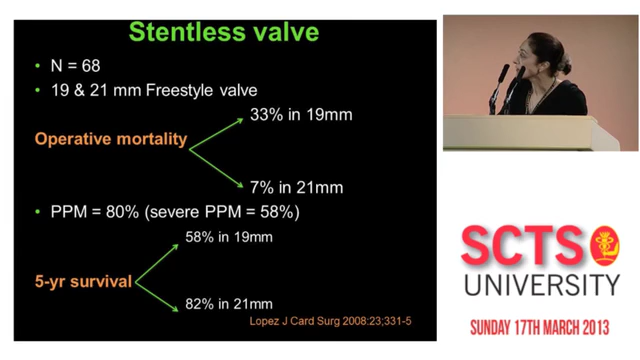 Stentless valve
• N = 68
• 19 & 21 mm Freestyle valve
33% in 19mm
Operative mortality
7% in 21mm
• PPM = 80% (severe PPM = 58%)
58% in 19mm
5-yr survival
82% in 21mm
Lopez J Card Surg 2008:23;331-5
SCTS
UNIVERSITY
SUNDAY 17TH MARCH 2013